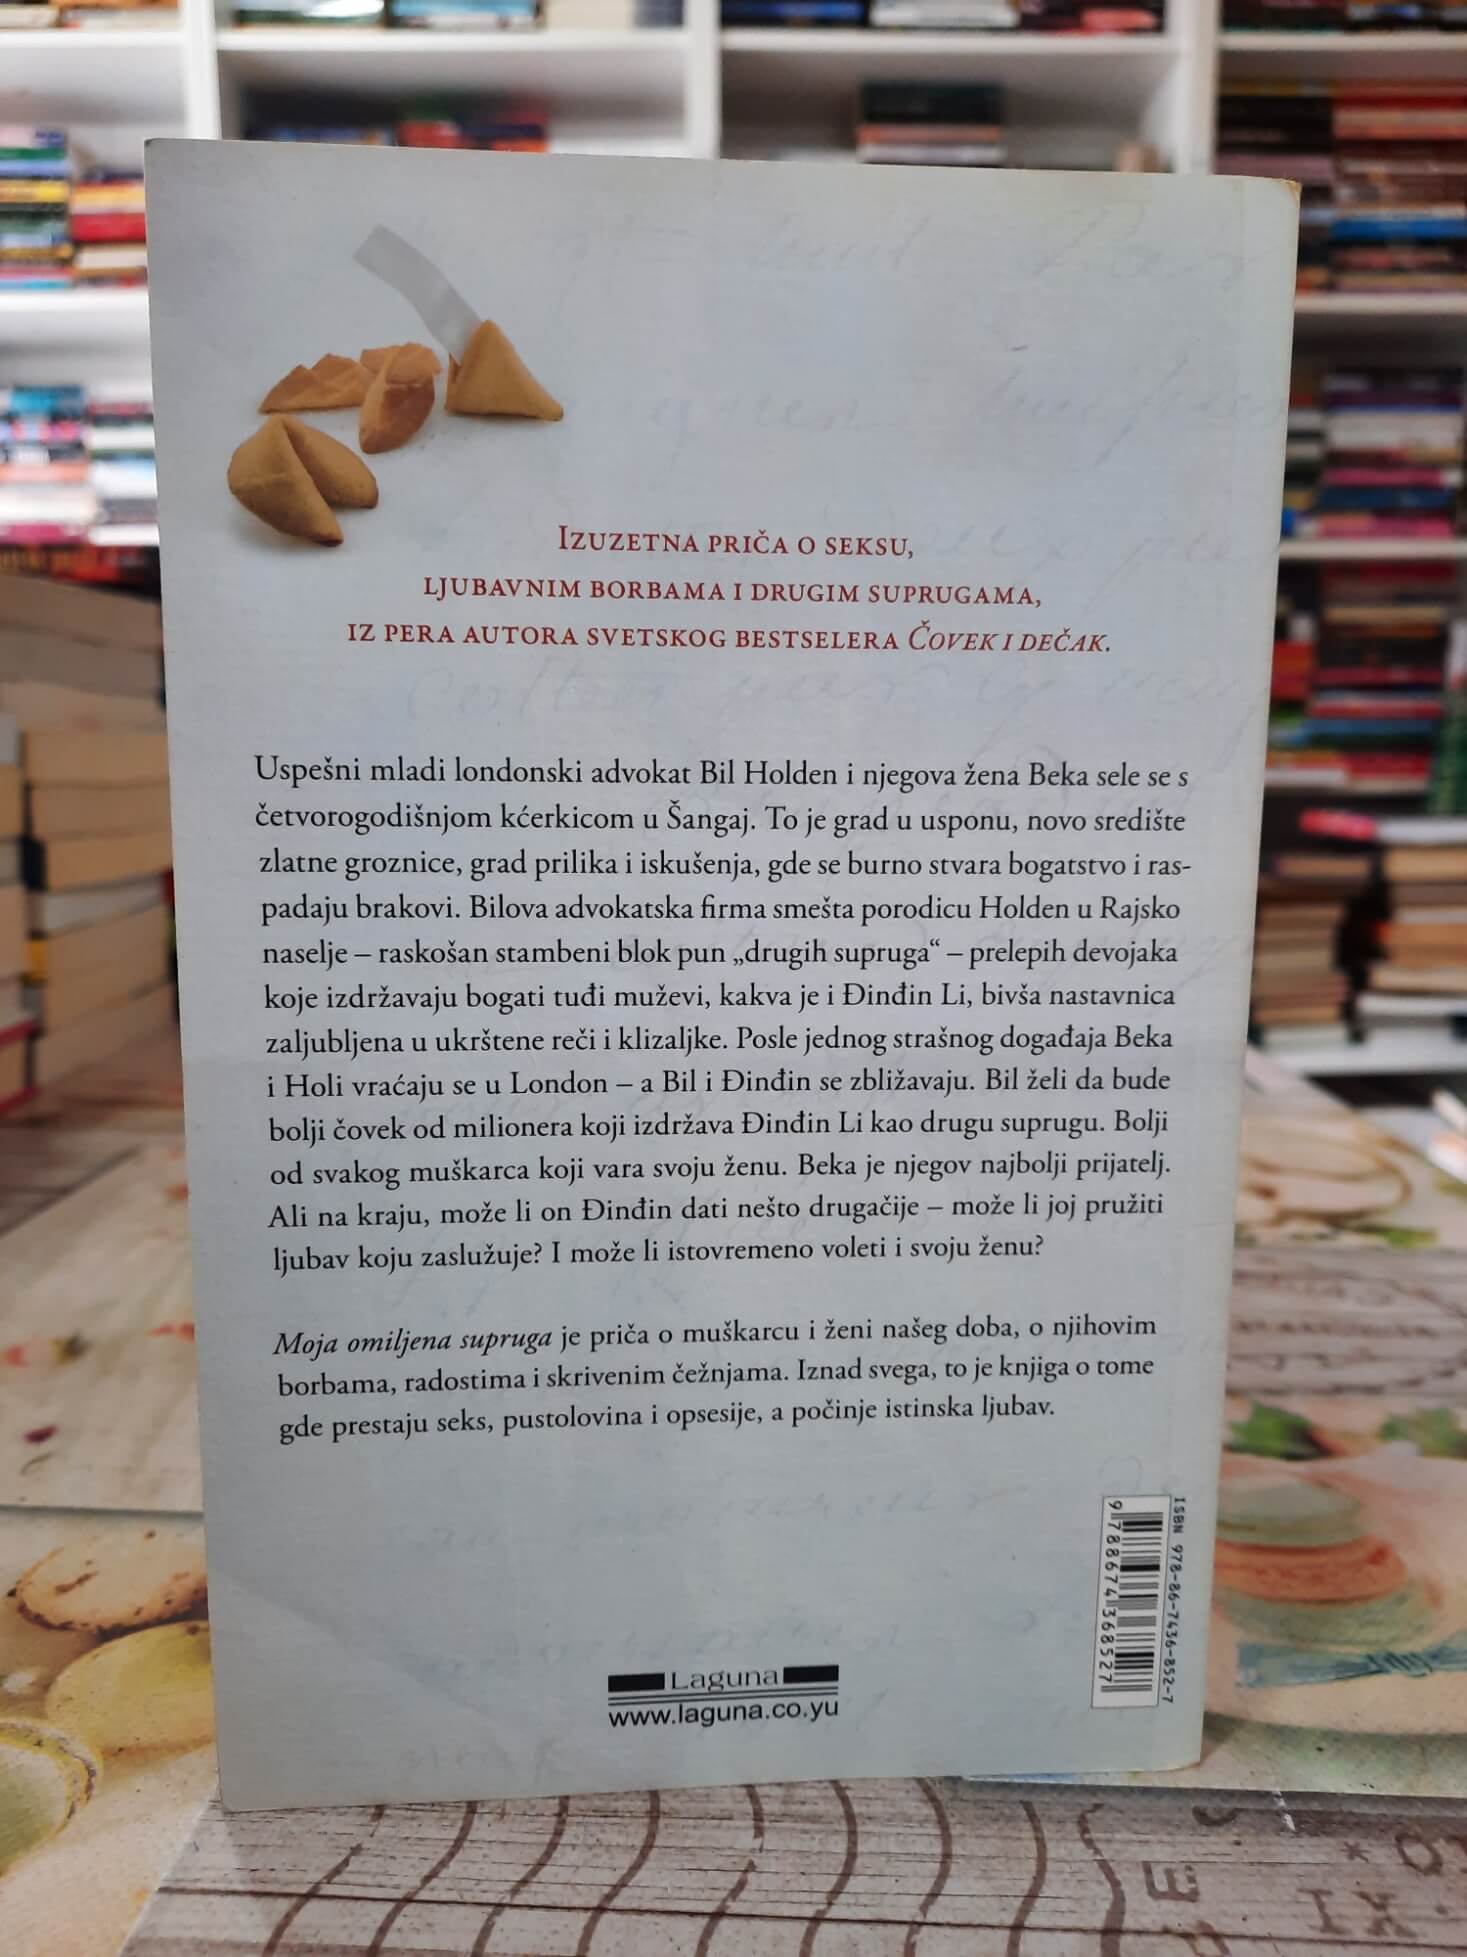 Izuzetna priča o seksu,
ljubavnim borbama i drugim suprugama,
iz pera autora svetskog bestselera Čovek i dečak.
Uspešni mladi londonski advokat Bil Holden i njegova žena Beka sele se s
četvorogodišnjom kćerkicom u Šangaj. To je grad u usponu, novo središte
zlatne groznice, grad prilika i iskušenja, gde se burno stvara bogatstvo i ras-
padaju brakovi. Bilova advokatska firma smešta porodicu Holden u Rajsko
naselje – raskošan stambeni blok pun „drugih supruga“ – prelepih devojaka
koje izdržavaju bogati tuđi muževi, kakva je i Đinđin Li, bivša nastavnica
zaljubljena u ukrštene reči i klizaljke. Posle jednog strašnog događaja Beka
i Holi vraćaju se u London – a Bil i Đinđin se zbližavaju. Bil želi da bude
bolji čovek od milionera koji izdržava Đinđin Li kao drugu suprugu. Bolji
od svakog muškarca koji vara svoju ženu. Beka je njegov najbolji prijatelj.
Ali na kraju, može li on Đinđin dati nešto drugačije – može li joj pružiti
ljubav koju zaslužuje? I može li istovremeno voleti i svoju ženu?
Moja omiljena supruga je priča o muškarcu i ženi našeg doba, o njihovim
borbama, radostima i skrivenim čežnjama. Iznad svega, to je knjiga o tome
gde prestaju seks, pustolovina i opsesije, a počinje istinska ljubav.
ISBN 978-86-7436-852-7
9788674368527
Laguna
www.laguna.co.yu